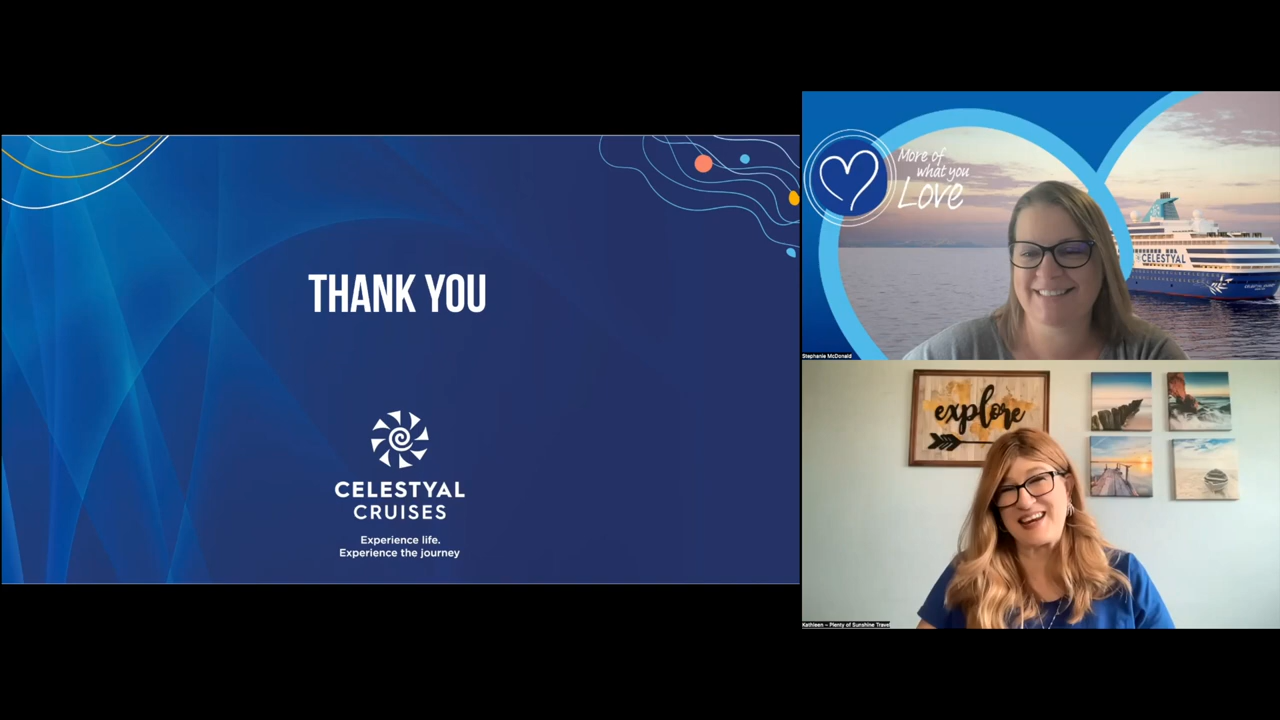 THANK YOU
CELESTYAL
CRUISES
Experience life.
Experience the journey
More of
what you
Love
CELESTYAL
Stephanie McDonald
explore
Kathleen – Plenty of Sunshine Travel